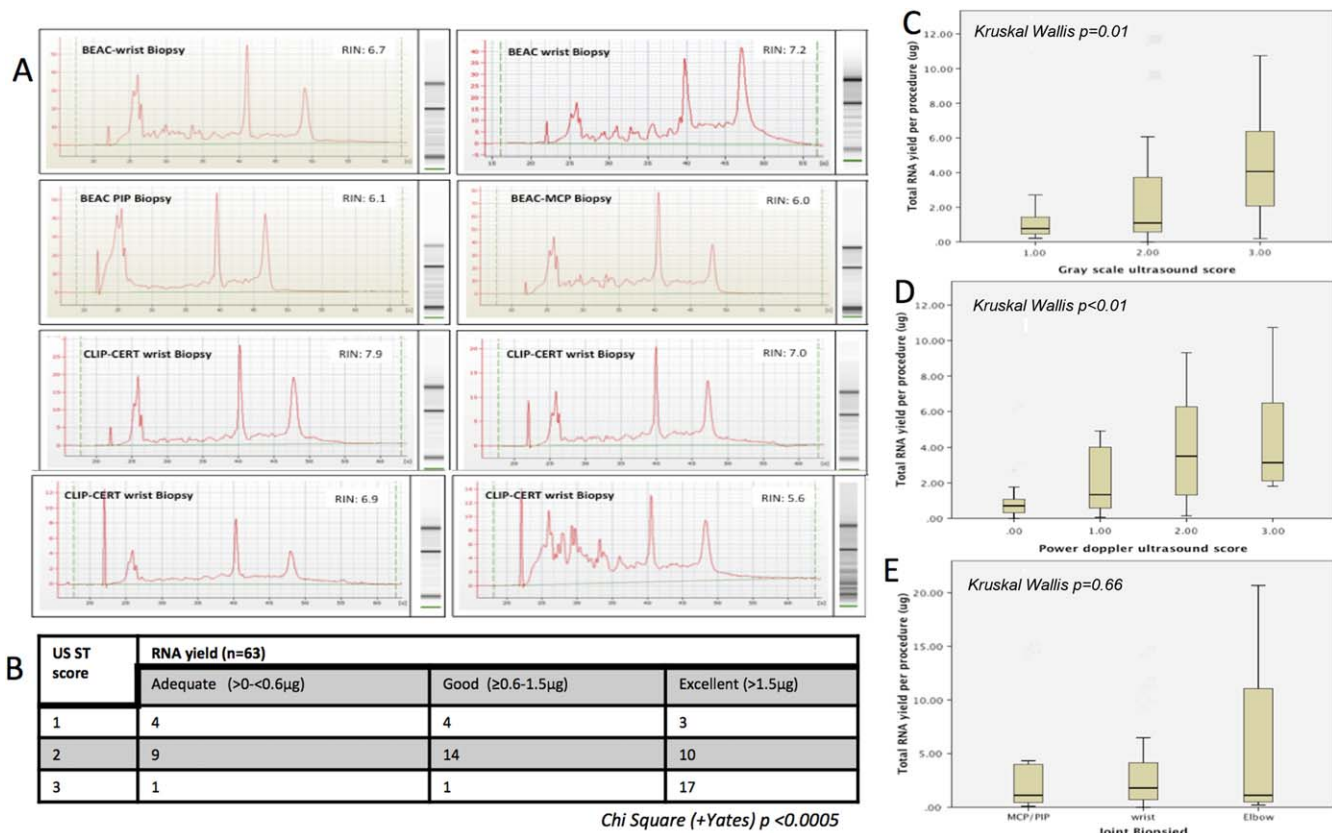 A
BEAC-wrist Biopsy
RIN: 6.7
BEAC wrist Biopsy
RIN: 7.2
BEAC PIP Biopsy
RIN: 6.1
BEAC-MCP Biopsy
RIN: 6.0
CLIP-CERT wrist Biopsy
RIN: 7.9
CLIP-CERT wrist Biopsy
RIN: 7.0
CLIP-CERT wrist Biopsy
RIN: 6.9
CLIP-CERT wrist Biopsy
RIN: 5.6
B
US ST score RNA yield (n=63)
Adequate (>0-<0.6µg) Good (≥0.6-1.5µg) Excellent (>1.5µg)
1 4 4 3
2 9 14 10
3 1 1 17
Chi Square (+Yates) p <0.0005
C
Kruskal Wallis p=0.01
Total RNA yield per procedure (ug)
12.00
10.00
8.00
6.00
4.00
2.00
.00
1.00 2.00 3.00
Gray scale ultrasound score
D
Kruskal Wallis p<0.01
Total RNA yield per procedure (ug)
12.00
10.00
8.00
6.00
4.00
2.00
.00
.00 1.00 2.00 3.00
Power doppler ultrasound score
E
Kruskal Wallis p=0.66
Total RNA yield per procedure (ug)
20.00
15.00
10.00
5.00
.00
MCP/PIP wrist Elbow
Joint Biopsied